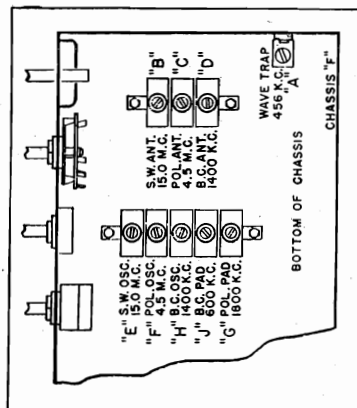 "B"
S.W. ANT.
15.0 M.C.
"C"
POL. ANT.
4.5 M.C.
"D"
B.C. ANT.
1400 K.C.
WAVE TRAP
456 K.C.
"A"
"E" S.W. OSC.
15.0 M.C.
"F" POL. OSC.
4.5 M.C.
"H" B.C. OSC.
1400 K.C.
"J" B.C. PAD
600 K.C.
"G" POL. PAD
1800 K.C.
BOTTOM OF CHASSIS
CHASSIS "F"